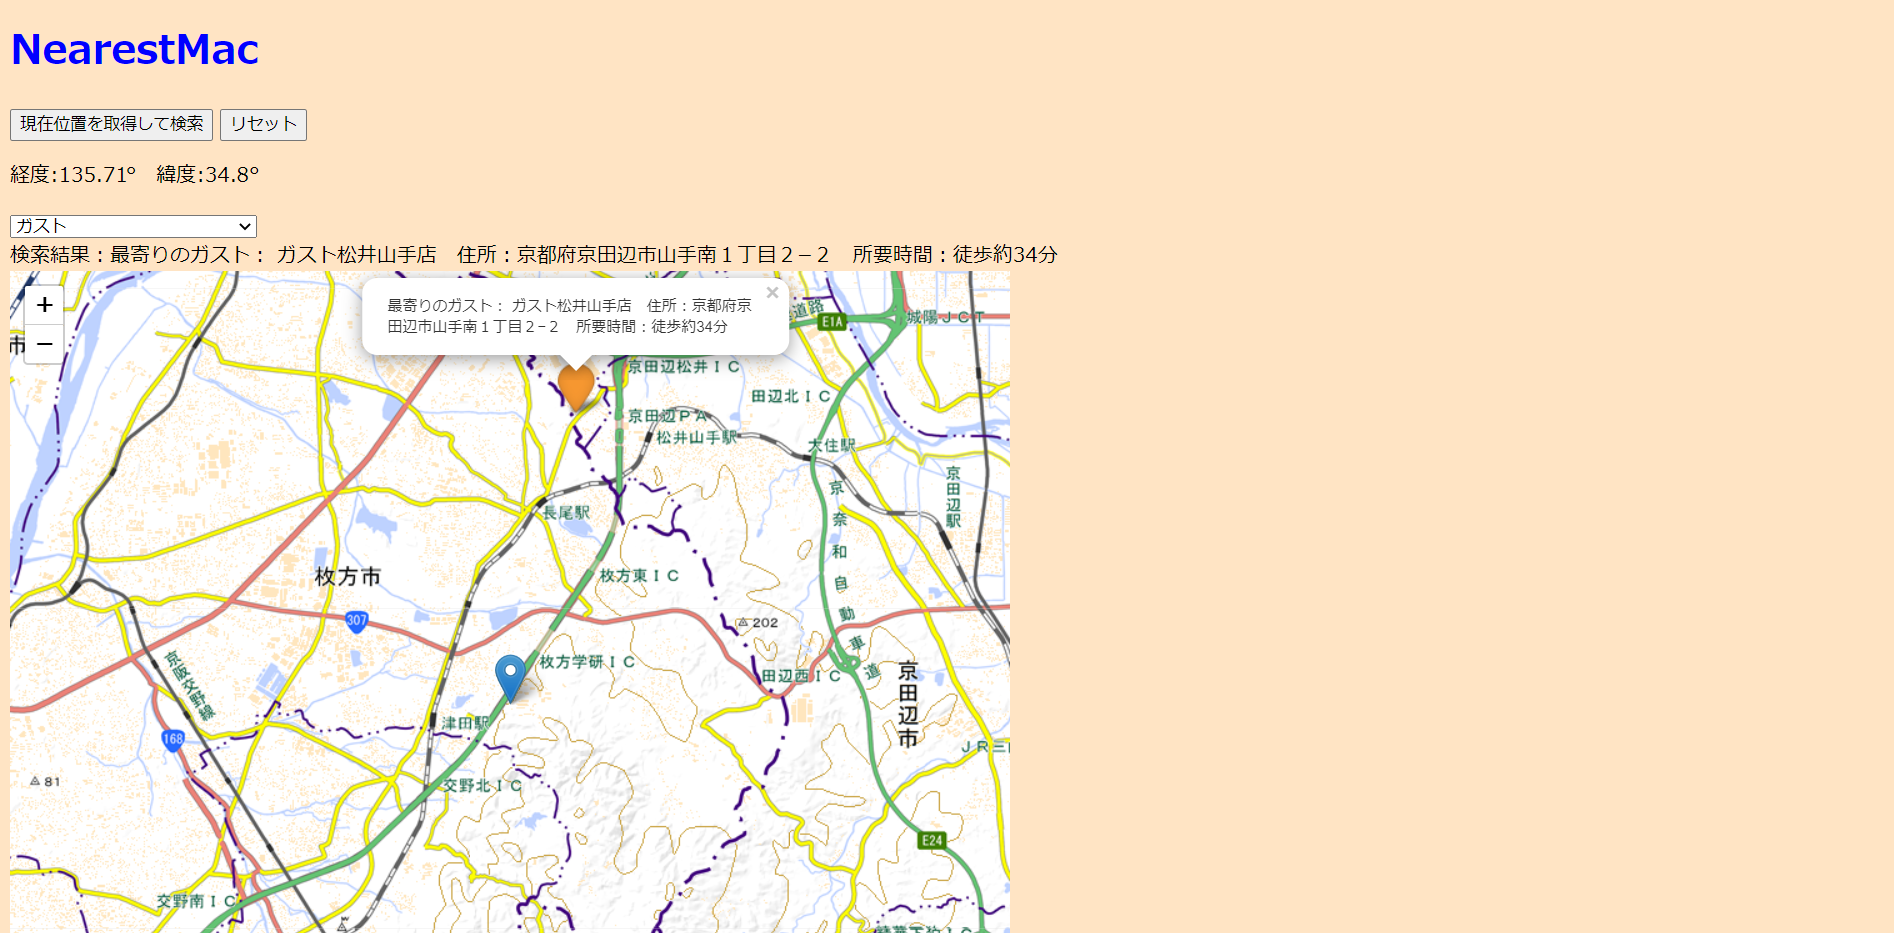 NearestMac
現在位置を取得して検索 リセット
経度:135.71° 緯度:34.8°
ガスト
検索結果：最寄りのガスト： ガスト松井山手店 住所：京都府京田辺市山手南１丁目２−２ 所要時間：徒歩約34分
+
−
最寄りのガスト： ガスト松井山手店 住所：京都府京
田辺市山手南１丁目２−２ 所要時間：徒歩約34分
×
道路
E1A
城陽ＪＣＴ
市
京田辺松井ＩＣ
田辺北ＩＣ
京田辺ＰＡ
松井山手駅
大住駅
京田辺駅
京奈和自動車道
長尾駅
枚方市
枚方東ＩＣ
307
202
枚方学研ＩＣ
田辺西ＩＣ
京田辺市
京阪交野線
津田駅
168
ＪＲ三
81
交野北ＩＣ
E24
交野南ＩＣ